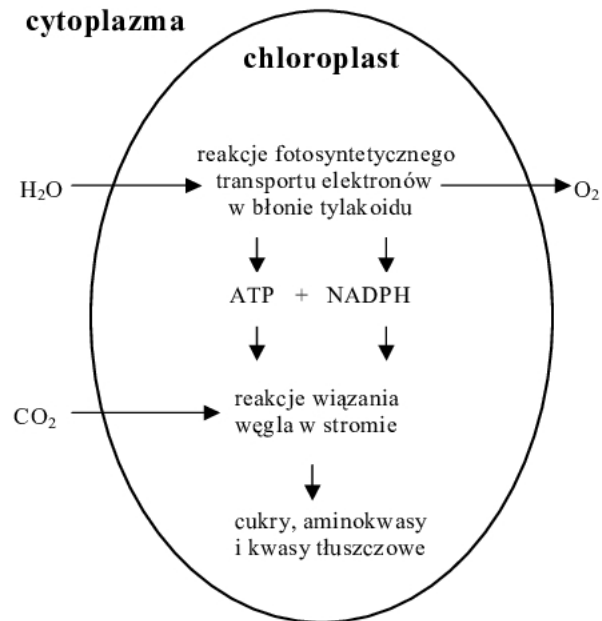 cytoplazma
chloroplast
reakcje fotosyntetycznego
transportu elektronów
w błonie tylakoidu
H₂O
O₂
ATP + NADPH
reakcje wiązania
węgla w stromie
CO₂
cukry, aminokwasy
i kwasy tłuszczowe